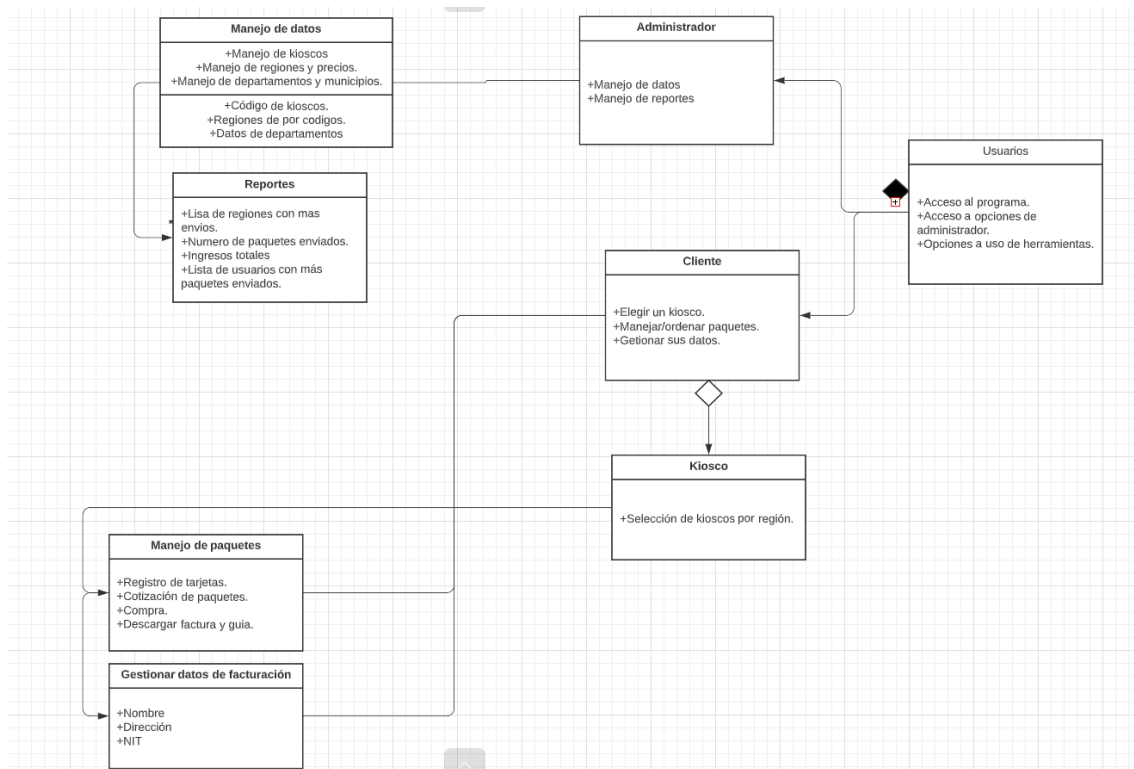 Manejo de datos
+Manejo de kioscos
+Manejo de regiones y precios.
+Manejo de departamentos y municipios.
+Código de kioscos.
+Regiones de por codigos.
+Datos de departamentos
Administrador
+Manejo de datos
+Manejo de reportes
Usuarios
+Acceso al programa.
+Acceso a opciones de
administrador.
+Opciones a uso de herramientas.
Reportes
*
+Lisa de regiones con mas
envios.
+Numero de paquetes enviados.
+Ingresos totales
+Lista de usuarios con más
paquetes enviados.
Cliente
+Elegir un kiosco.
+Manejar/ordenar paquetes.
+Getionar sus datos.
Kiosco
+Selección de kioscos por región.
Manejo de paquetes
+Registro de tarjetas.
+Cotización de paquetes.
+Compra.
+Descargar factura y guia.
Gestionar datos de facturación
+Nombre
+Dirección
+NIT